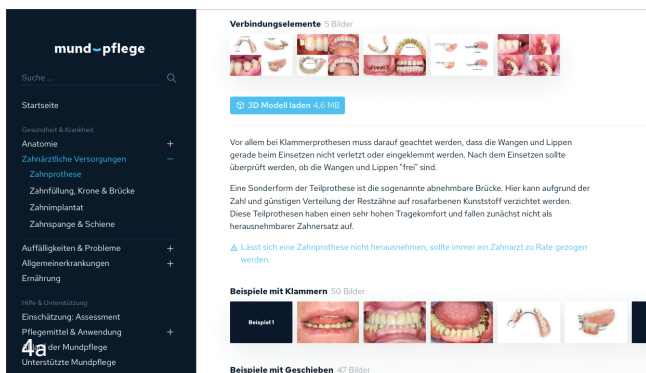 mund pflege
Suche ...
Startseite
Gesundheit & Krankheit
Anatomie
Zahnärztliche Versorgungen
Zahnprothese
Zahnfüllung, Krone & Brücke
Zahnimplantat
Zahnspange & Schiene
Auffälligkeiten & Probleme
Allgemeinerkrankungen
Ernährung
Hilfe & Unterstützung
Einschätzung: Assessment
Pflegemittel & Anwendung
der Mundpflege
Unterstützte Mundpflege
4a
Verbindungselemente 5 Bilder
3D Modell laden 4,6 MB
Vor allem bei Klammerprothesen muss darauf geachtet werden, dass die Wangen und Lippen
gerade beim Einsetzen nicht verletzt oder eingeklemmt werden. Nach dem Einsetzen sollte
überprüft werden, ob die Wangen und Lippen "frei" sind.
Eine Sonderform der Teilprothese ist die sogenannte abnehmbare Brücke. Hier kann aufgrund der
Zahl und günstigen Verteilung der Restzähne auf rosafarbenen Kunststoff verzichtet werden.
Diese Teilprothesen haben einen sehr hohen Tragekomfort und fallen zunächst nicht als
herausnehmbarer Zahnersatz auf.
Lässt sich eine Zahnprothese nicht herausnehmen, sollte immer ein Zahnarzt zu Rate gezogen
werden.
Beispiele mit Klammern 50 Bilder
Beispiel 1
Beispiele mit Geschieben 47 Bilder